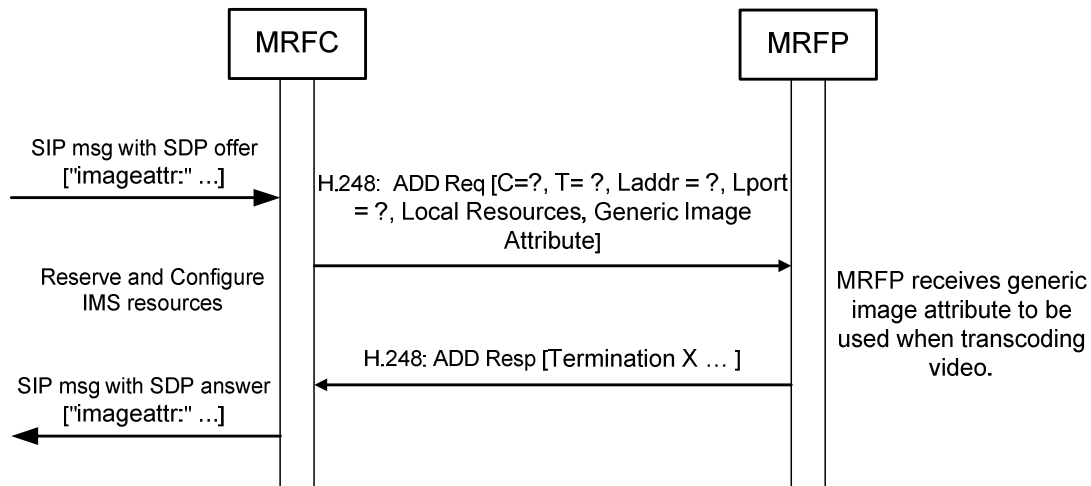 MRFC
MRFP
SIP msg with SDP offer
["imageattr:" ...]
H.248: ADD Req [C=?, T= ?, Laddr = ?, Lport
= ?, Local Resources, Generic Image
Attribute]
Reserve and Configure
IMS resources
MRFP receives generic
image attribute to be
used when transcoding
video.
H.248: ADD Resp [Termination X ... ]
SIP msg with SDP answer
["imageattr:" ...]